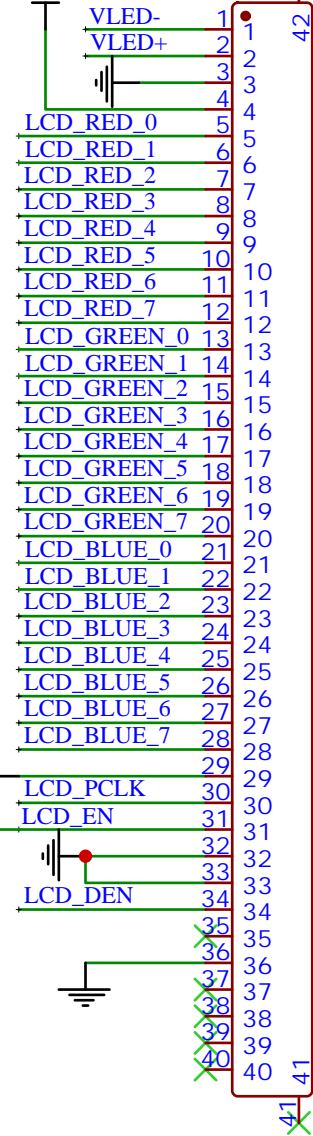 VLED- 1 1 42
VLED+ 2 2
3 3
4 4
LCD_RED_0 5 5
LCD_RED_1 6 6
LCD_RED_2 7 7
LCD_RED_3 8 8
LCD_RED_4 9 9
LCD_RED_5 10 10
LCD_RED_6 11 11
LCD_RED_7 12 12
LCD_GREEN_0 13 13
LCD_GREEN_1 14 14
LCD_GREEN_2 15 15
LCD_GREEN_3 16 16
LCD_GREEN_4 17 17
LCD_GREEN_5 18 18
LCD_GREEN_6 19 19
LCD_GREEN_7 20 20
LCD_BLUE_0 21 21
LCD_BLUE_1 22 22
LCD_BLUE_2 23 23
LCD_BLUE_3 24 24
LCD_BLUE_4 25 25
LCD_BLUE_5 26 26
LCD_BLUE_6 27 27
LCD_BLUE_7 28 28
29 29
LCD_PCLK 30 30
LCD_EN 31 31
32 32
33 33
LCD_DEN 34 34
35 35
36 36
37 37
38 38
39 39
40 40 41
41